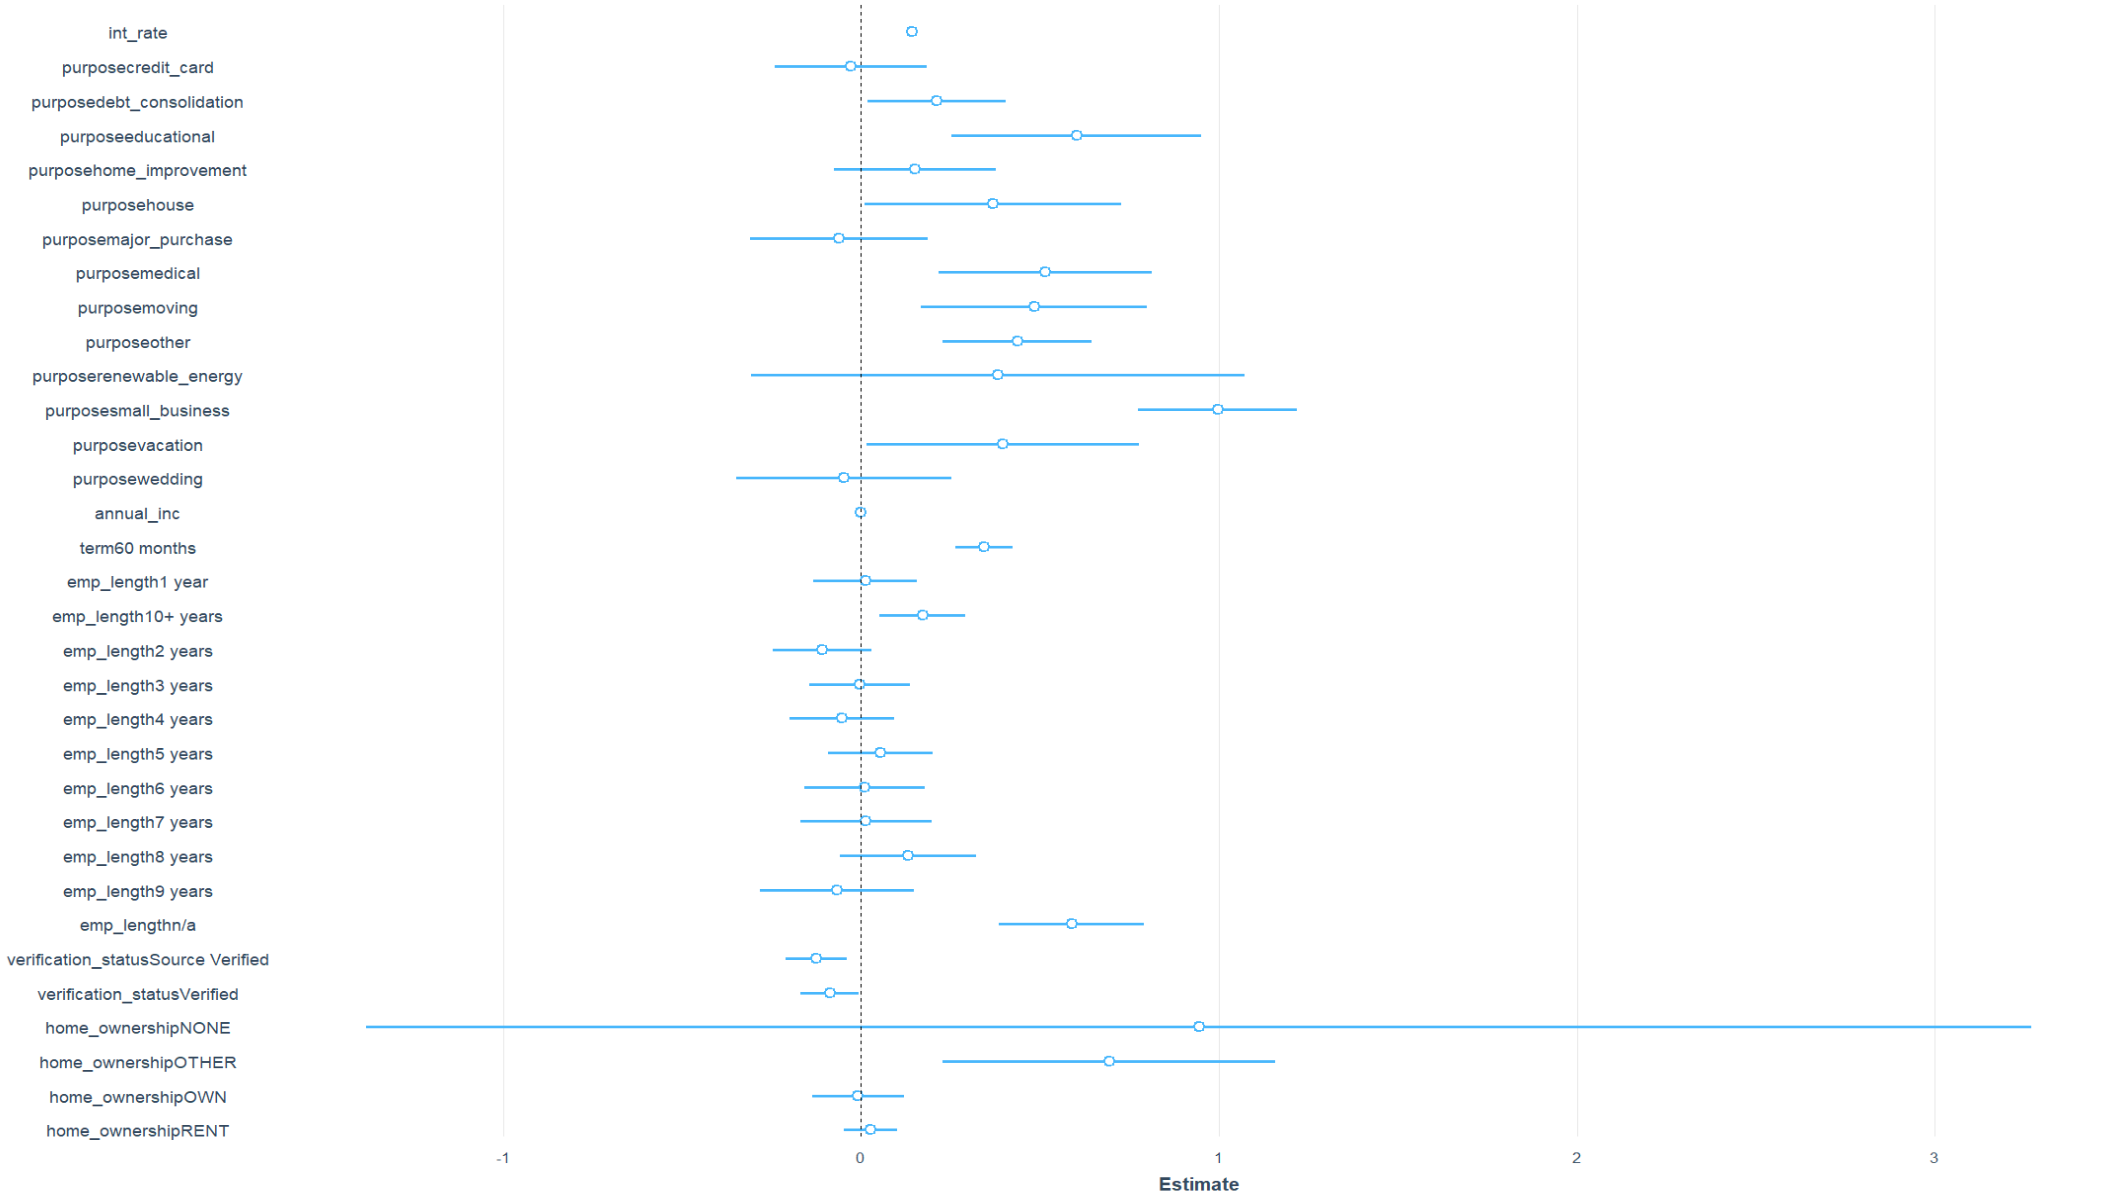 int_rate
purposecredit_card
purposedebt_consolidation
purposeeducational
purposehome_improvement
purposehouse
purposemajor_purchase
purposemedical
purposemoving
purposeother
purposerenewable_energy
purposesmall_business
purposevacation
purposewedding
annual_inc
term60 months
emp_length1 year
emp_length10+ years
emp_length2 years
emp_length3 years
emp_length4 years
emp_length5 years
emp_length6 years
emp_length7 years
emp_length8 years
emp_length9 years
emp_lengthn/a
verification_statusSource Verified
verification_statusVerified
home_ownershipNONE
home_ownershipOTHER
home_ownershipOWN
home_ownershipRENT
-1 0 1 2 3
Estimate